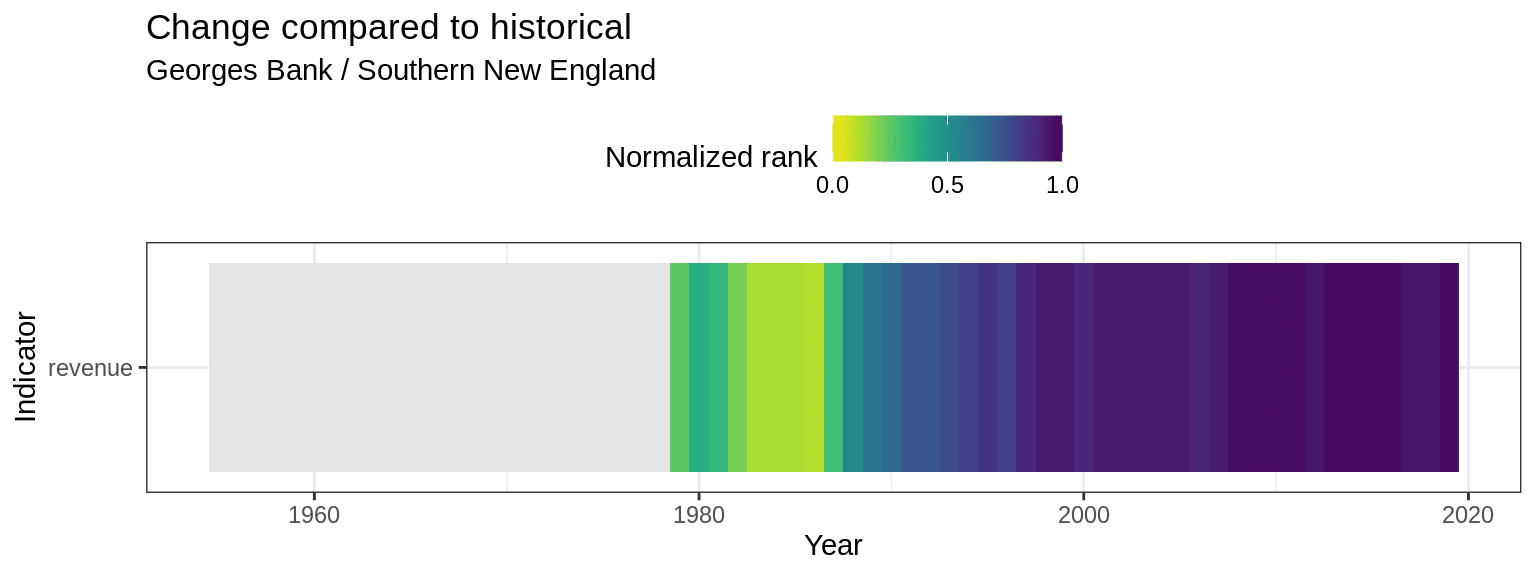 Change compared to historical
Georges Bank / Southern New England
Normalized rank
0.0 0.5 1.0
Indicator
revenue
1960 1980 2000 2020
Year